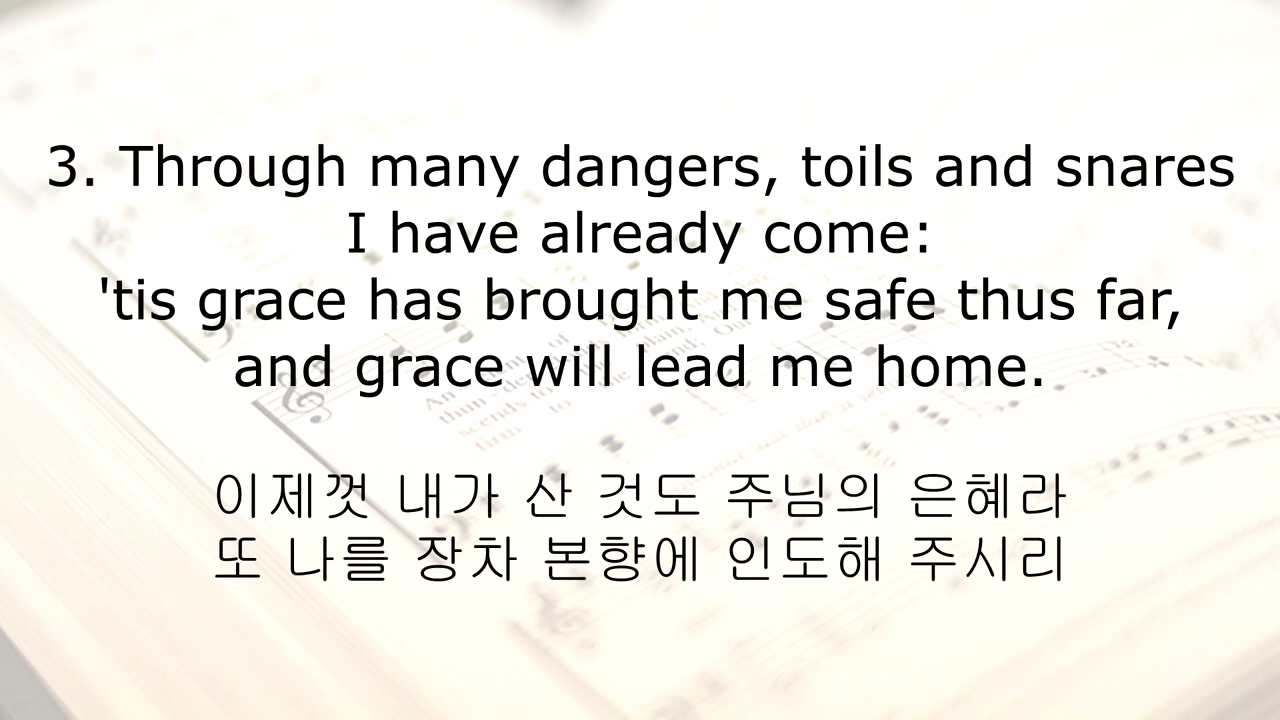 3. Through many dangers, toils and snares
I have already come:
'tis grace has brought me safe thus far,
and grace will lead me home.
이제껏 내가 산 것도 주님의 은혜라
또 나를 장차 본향에 인도해 주시리